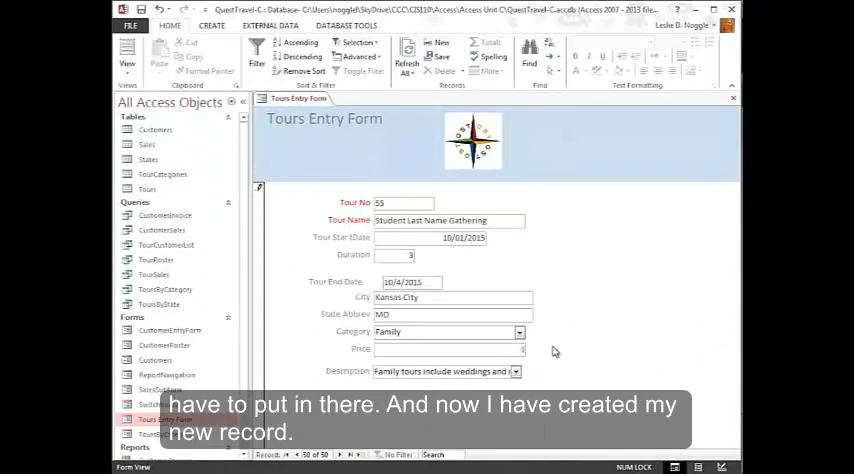 QuestTravel-C : Database- C:\Users\noggle\SkyDrive\CCC\CIS110\Access\Access Unit C\QuestTravel-C.accdb (Access 2007 - 2013 file...
?
FILE HOME CREATE EXTERNAL DATA DATABASE TOOLS
Leslie D. Noggle
View
Paste
Cut
Copy
Format Painter
Filter
Ascending
Descending
Remove Sort
Selection
Advanced
Toggle Filter
Refresh All
New
Save
Delete
Totals
Spelling
Find
B I U
Views Clipboard Sort & Filter Records Find Text Formatting
All Access Objects
Tables
Customers
Sales
States
TourCategories
Tours
Queries
CustomerInvoice
CustomerSales
TourCustomerList
TourRoster
TourSales
ToursByCategory
ToursByState
Forms
CustomerEntryForm
CustomerRoster
Customers
ReportNavigation
SalesSubform
Tours Entry Form
Reports
Tours Entry Form
Tours Entry Form
Tour No 55
Tour Name Student Last Name Gathering
Tour Start tDate 10/01/2015
Duration 3
Tour End Date 10/4/2015
City Kansas City
State Abbrev MO
Category Family
Price
Description Family tours include weddings and r
have to put in there. And now I have created my
new record.
Record: 50 of 50 No Filter Search
Form View NUM LOCK